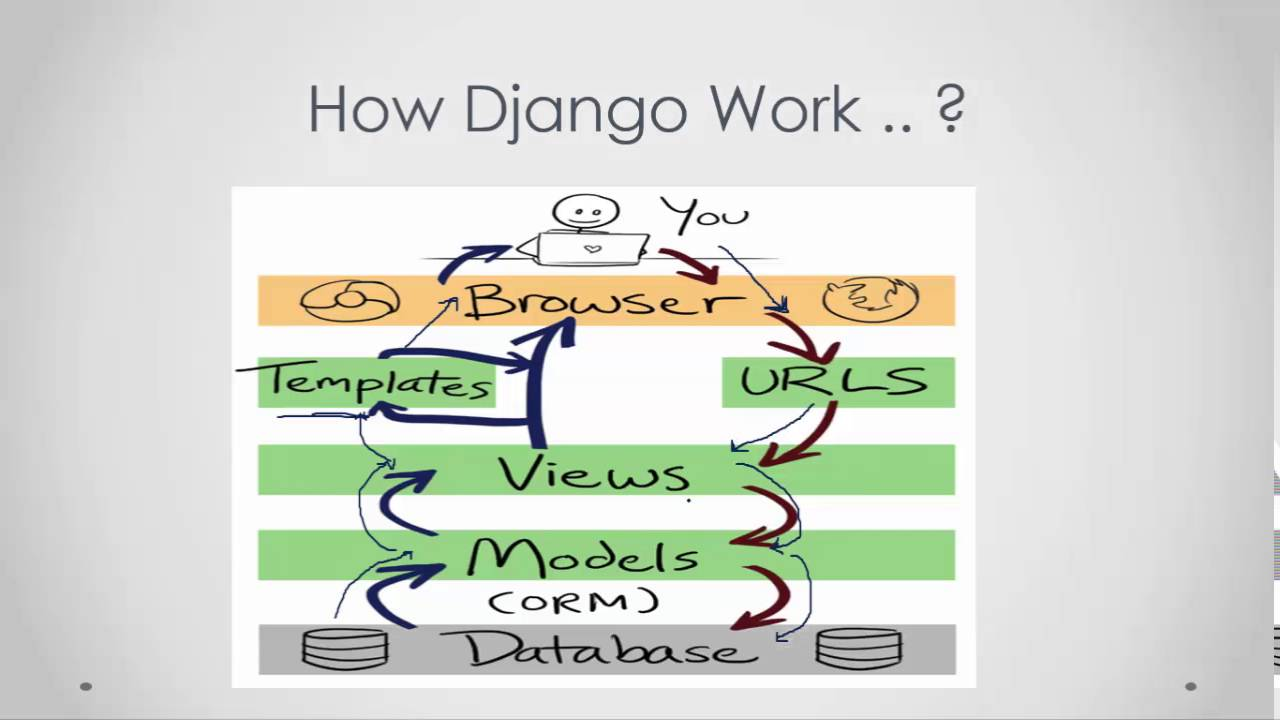 How Django Work .. ?
You
Browser
Templates
URLS
Views
Models
(ORM)
Database